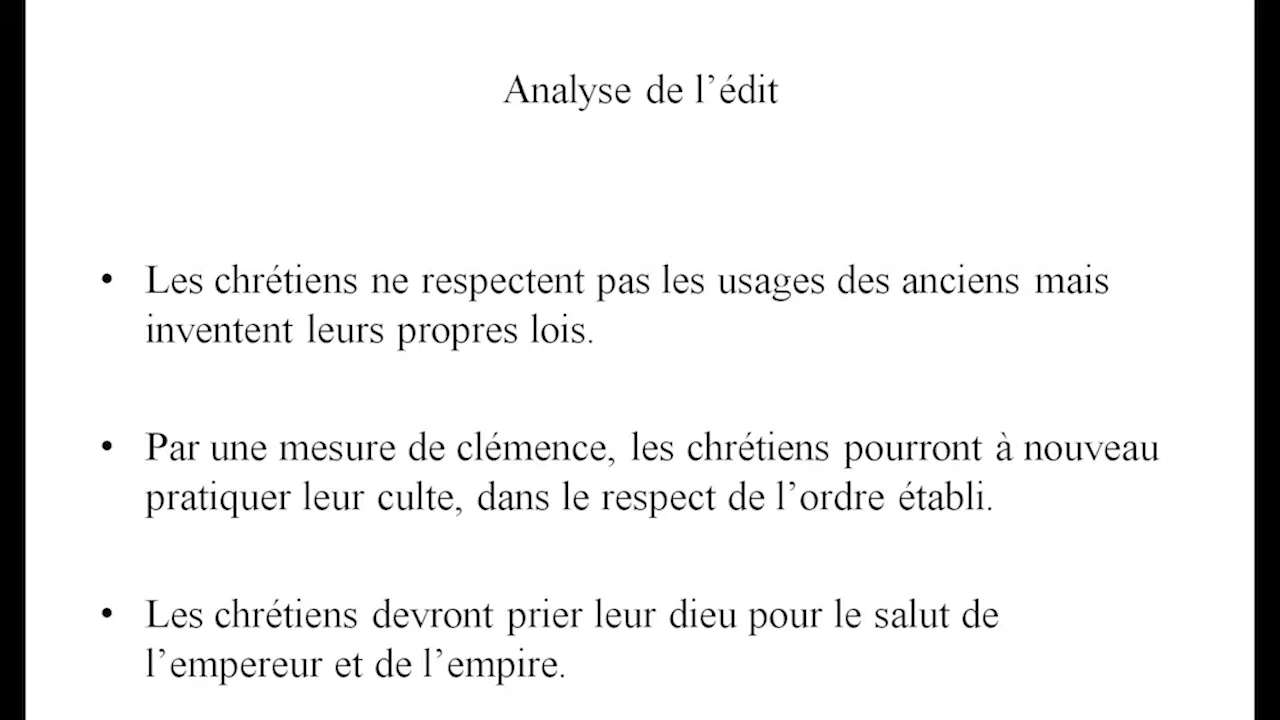 Analyse de l’édit
• Les chrétiens ne respectent pas les usages des anciens mais
inventent leurs propres lois.
• Par une mesure de clémence, les chrétiens pourront à nouveau
pratiquer leur culte, dans le respect de l’ordre établi.
• Les chrétiens devront prier leur dieu pour le salut de
l’empereur et de l’empire.